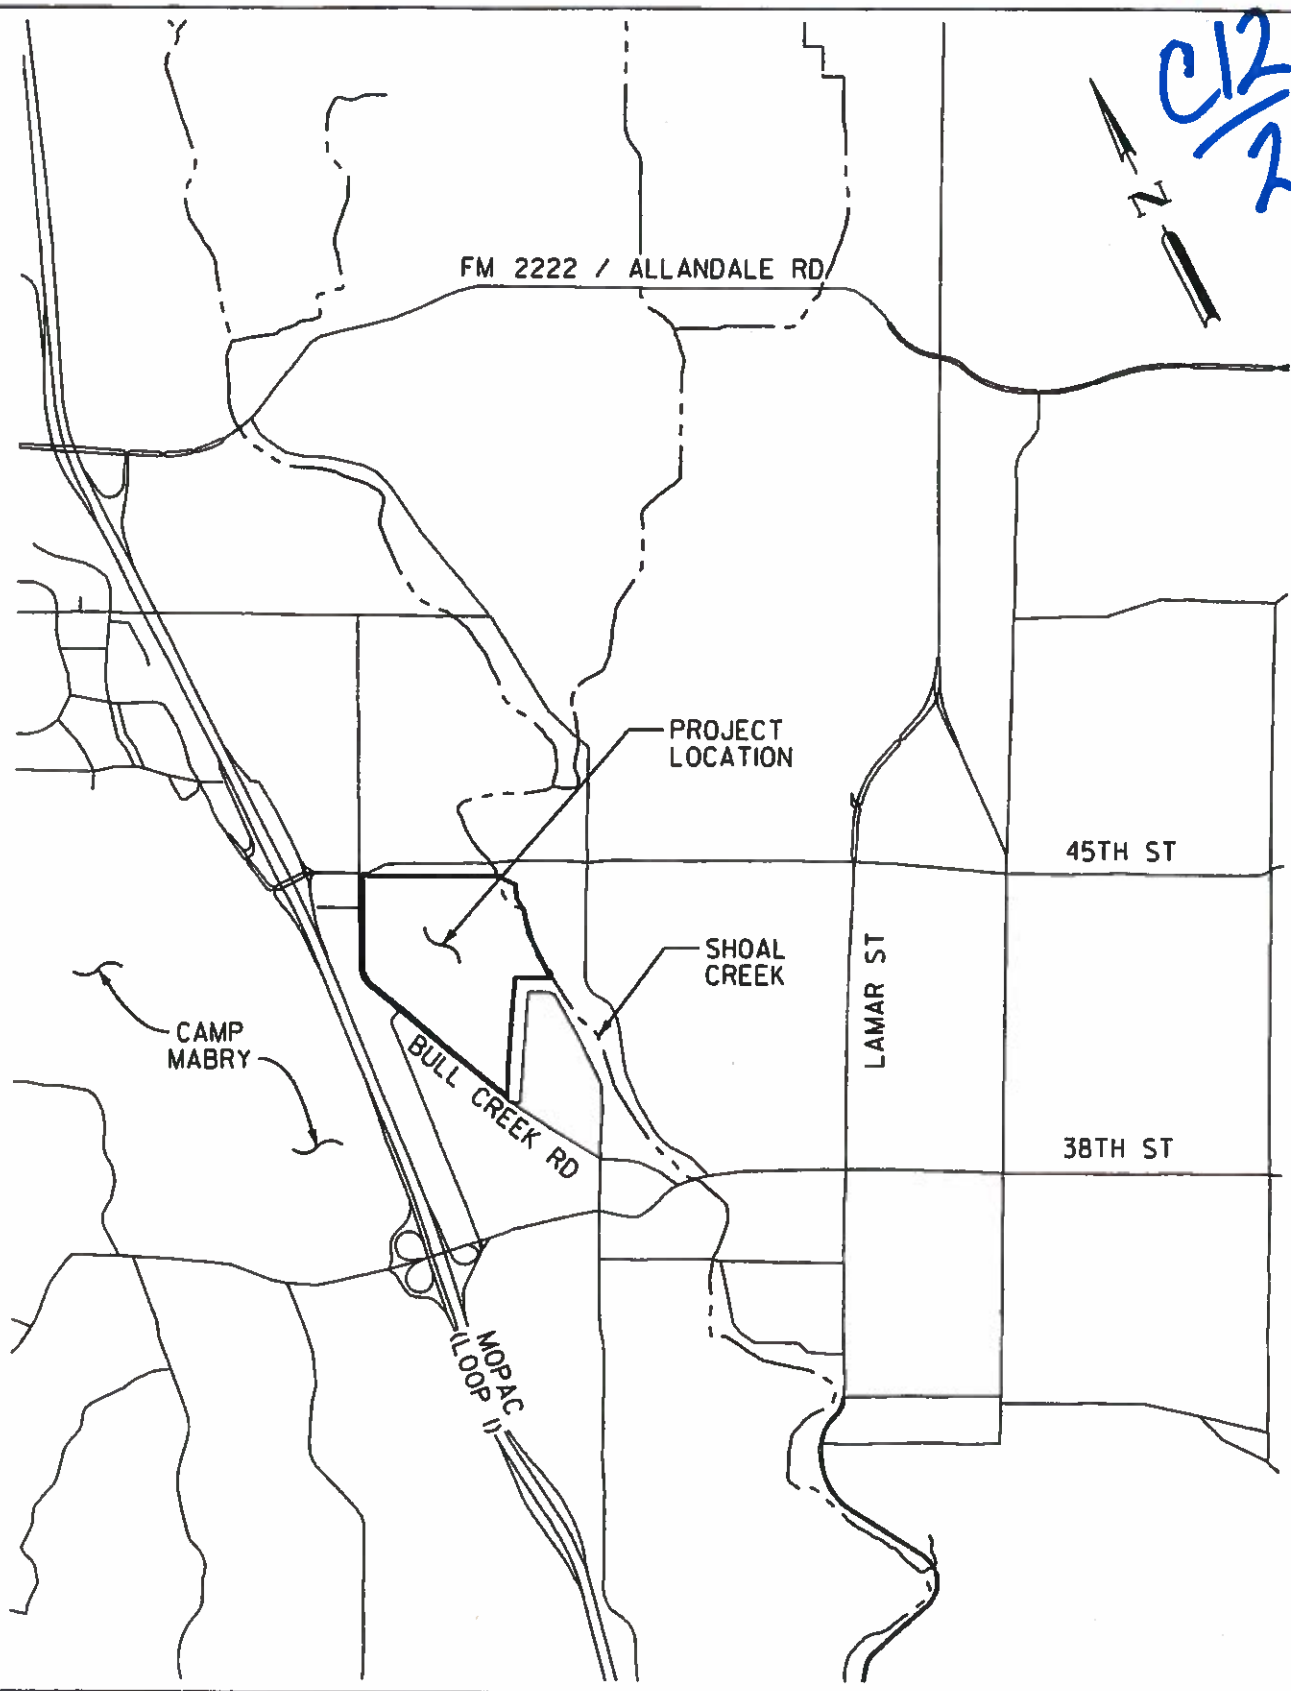 C12
2
N
FM 2222 / ALLANDALE RD
PROJECT
LOCATION
45TH ST
SHOAL
CREEK
LAMAR ST
CAMP
MABRY
BULL CREEK RD
38TH ST
MOPAC
(LOOP 1)